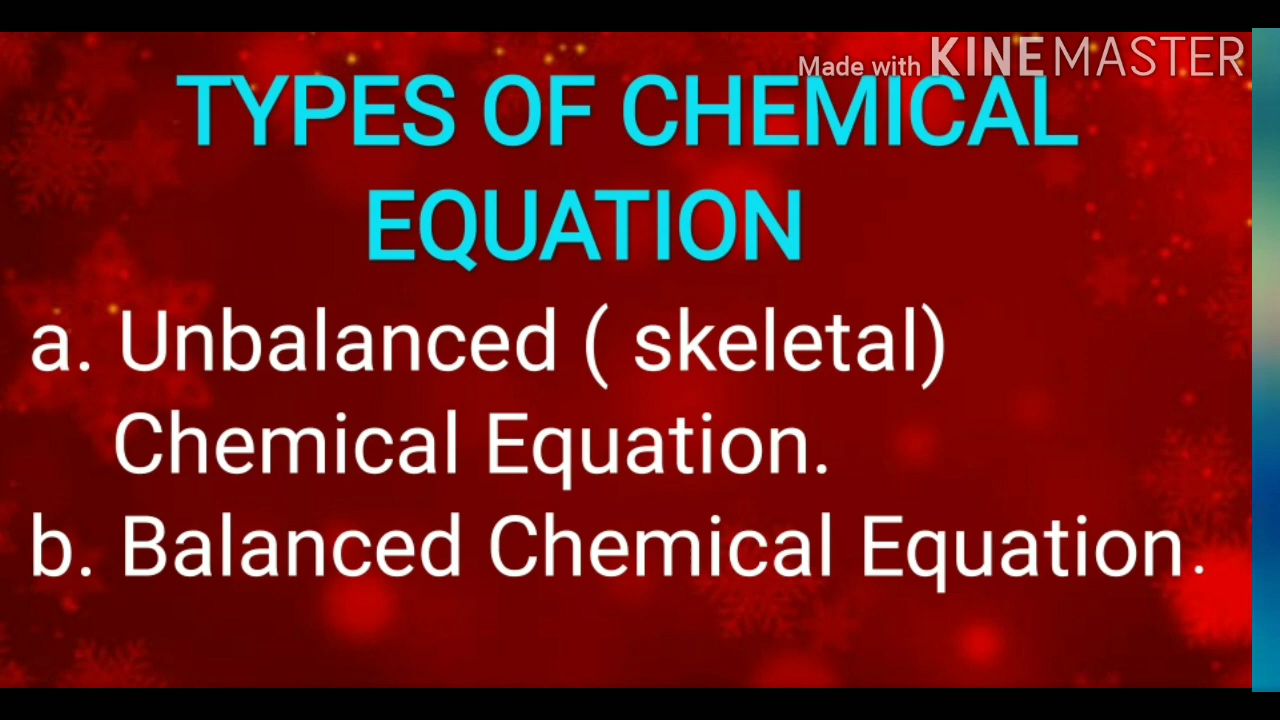 Made with KINEMASTER
TYPES OF CHEMICAL
EQUATION
a. Unbalanced ( skeletal)
Chemical Equation.
b. Balanced Chemical Equation.